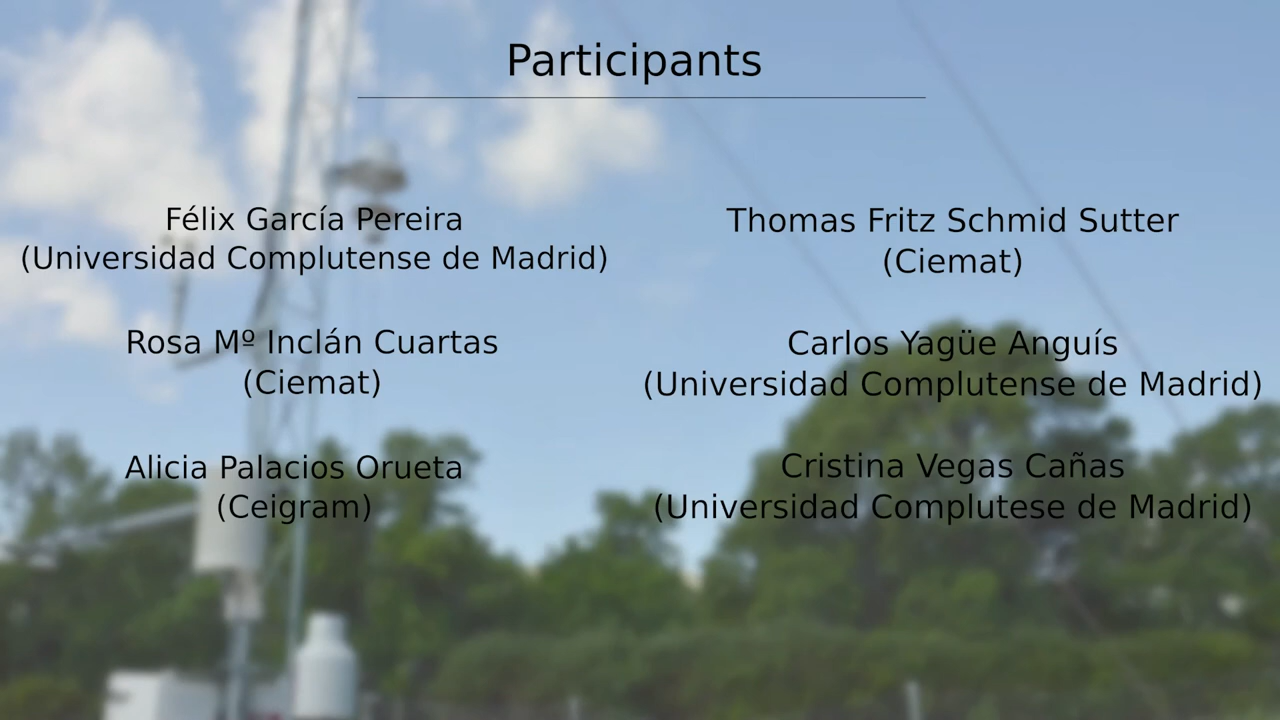 Participants
Félix García Pereira
(Universidad Complutense de Madrid)
Rosa Mº Inclán Cuartas
(Ciemat)
Alicia Palacios Orueta
(Ceigram)
Thomas Fritz Schmid Sutter
(Ciemat)
Carlos Yagüe Anguís
(Universidad Complutense de Madrid)
Cristina Vegas Cañas
(Universidad Complutese de Madrid)